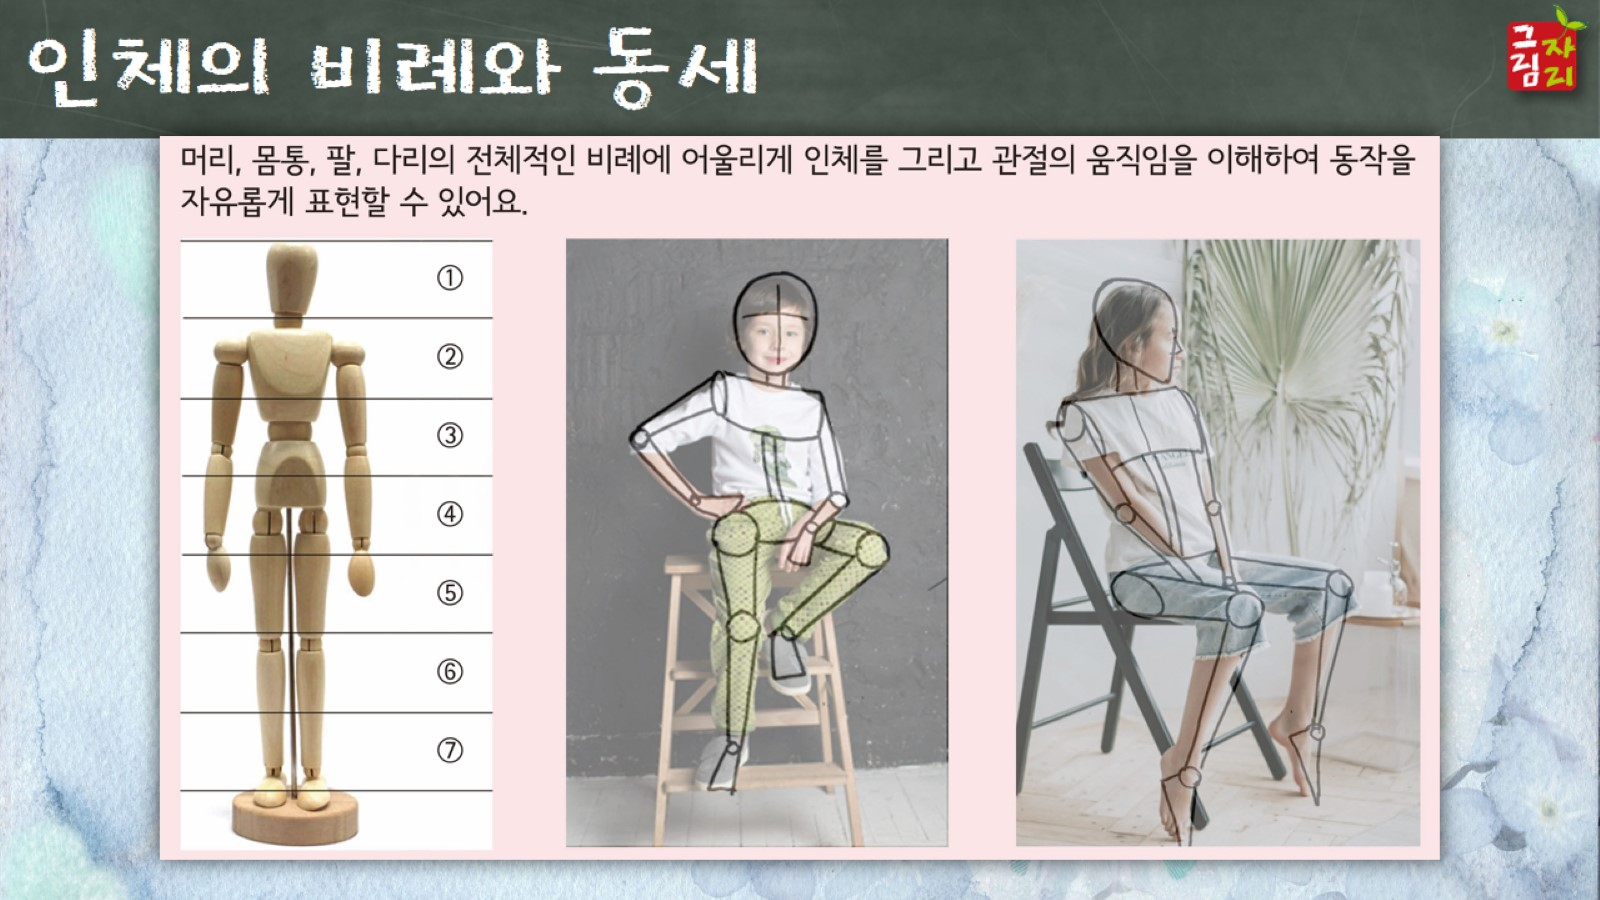 인체의 비례와 동세
그림
자리
머리, 몸통, 팔, 다리의 전체적인 비례에 어울리게 인체를 그리고 관절의 움직임을 이해하여 동작을
자유롭게 표현할 수 있어요.
①
②
③
④
⑤
⑥
⑦